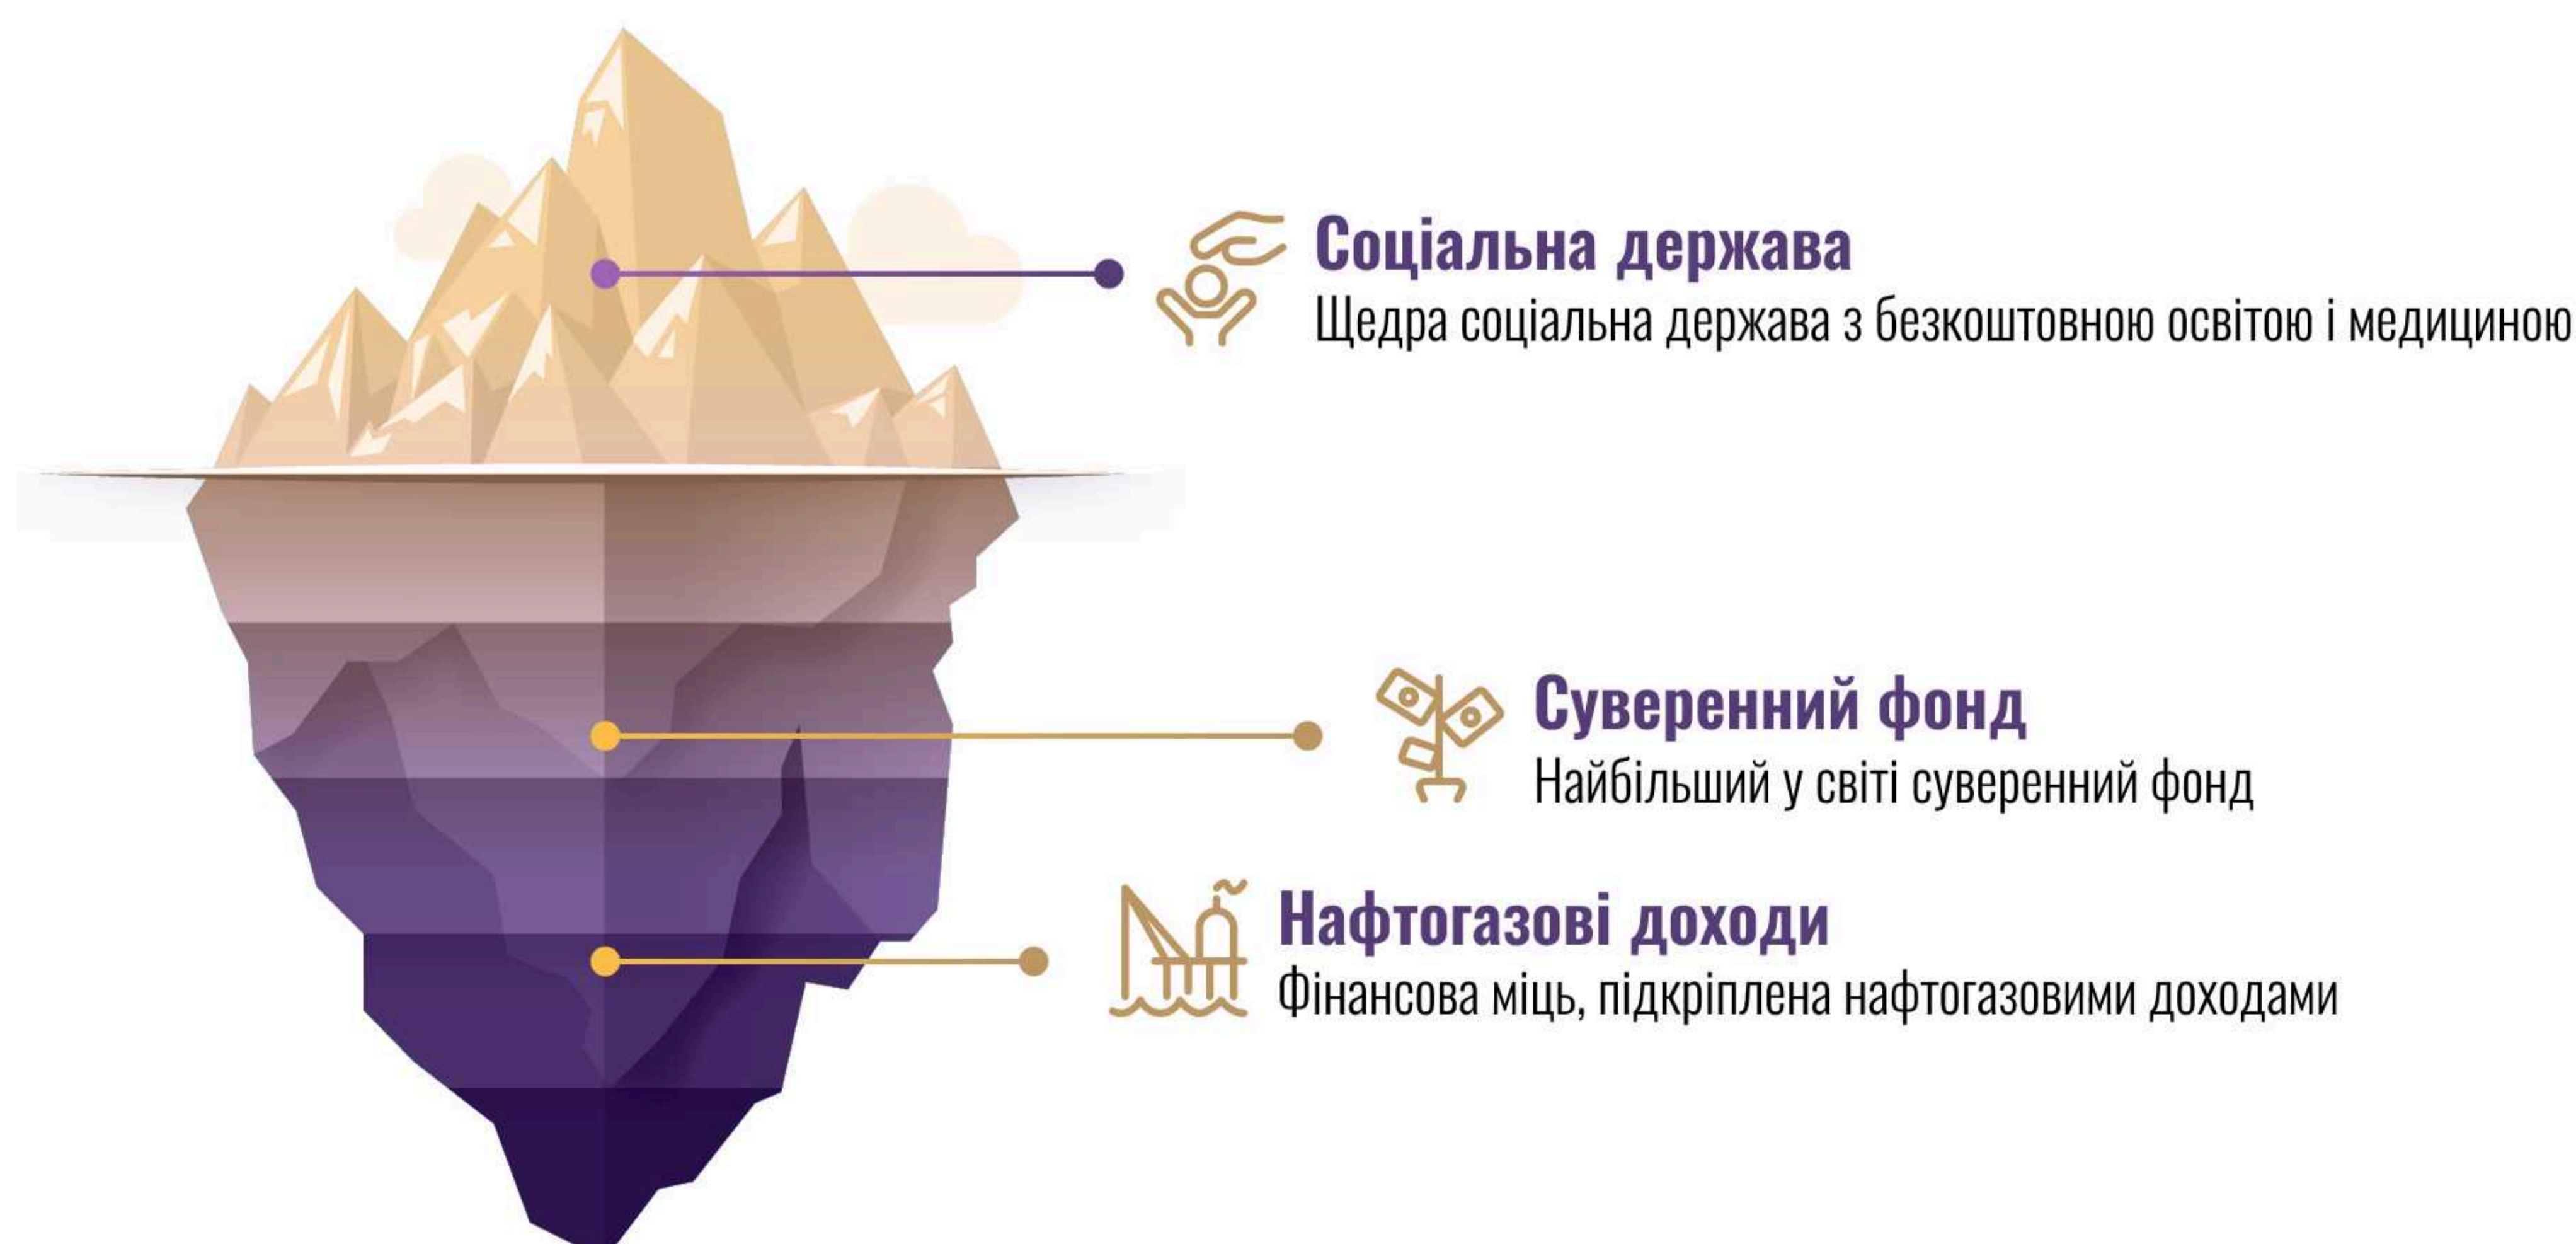 Соціальна держава
Щедра соціальна держава з безкоштовною освітою і медициною
Суверенний фонд
Найбільший у світі суверенний фонд
Нафтогазові доходи
Фінансова міць, підкріплена нафтогазовими доходами